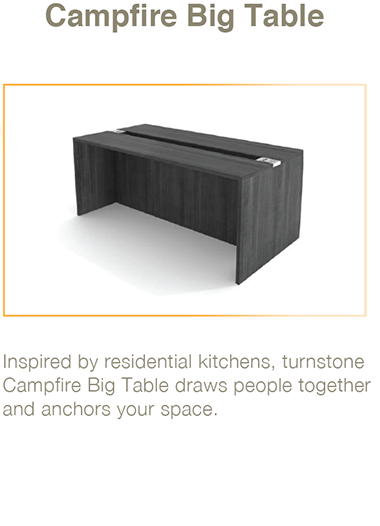 Campfire Big Table
Inspired by residential kitchens, turnstone
Campfire Big Table draws people together
and anchors your space.